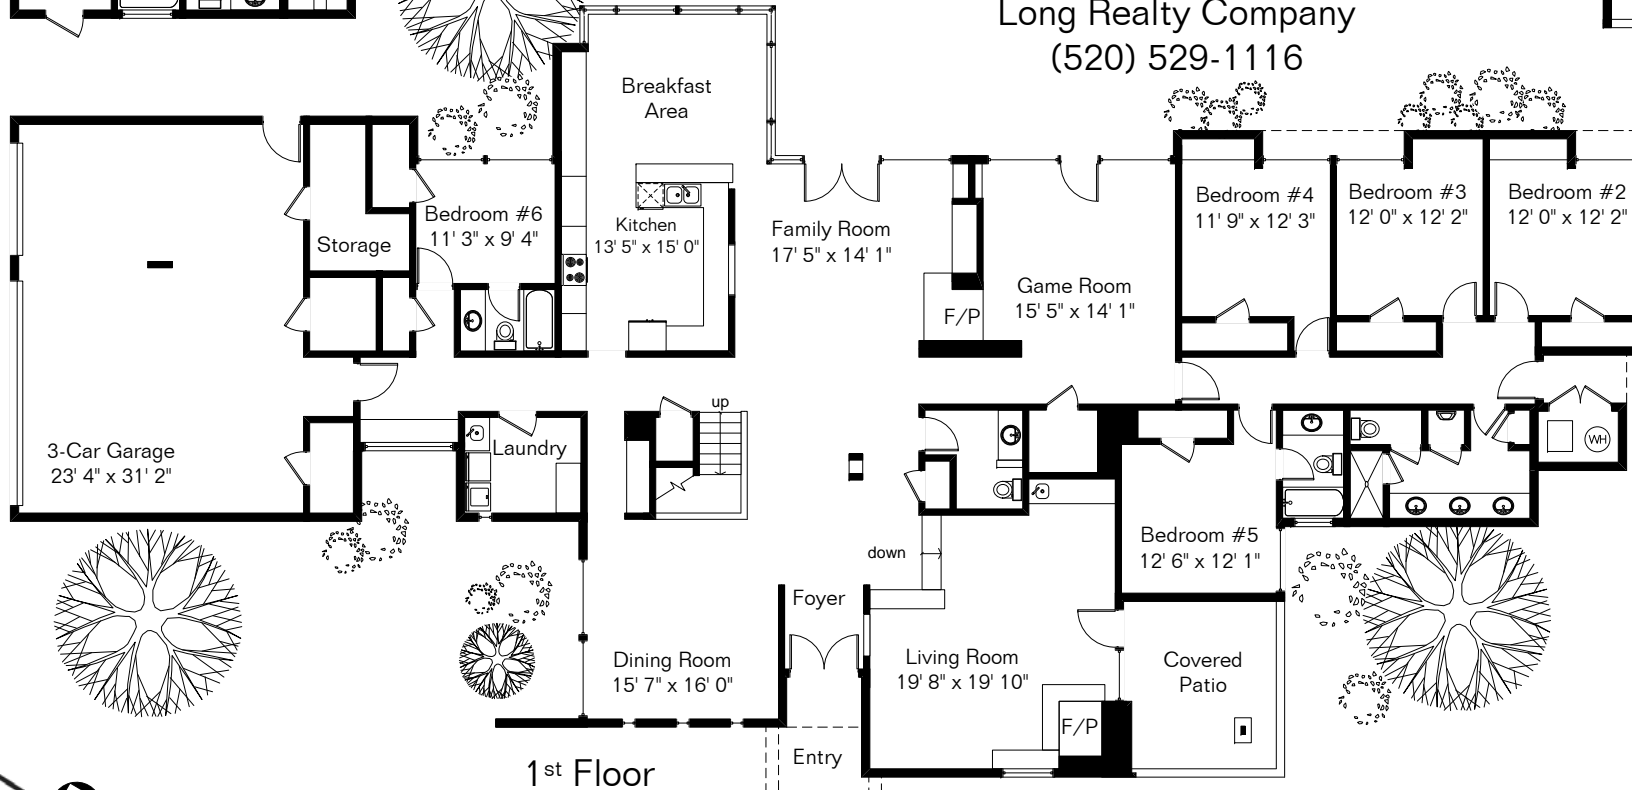 Long Realty Company
(520) 529-1116
Breakfast
Area
Bedroom #6
11' 3" x 9' 4"
Storage
Kitchen
13' 5" x 15' 0"
Family Room
17' 5" x 14' 1"
Game Room
15' 5" x 14' 1"
F/P
Bedroom #4
11' 9" x 12' 3"
Bedroom #3
12' 0" x 12' 2"
Bedroom #2
12' 0" x 12' 2"
3-Car Garage
23' 4" x 31' 2"
Laundry
up
WH
down
Bedroom #5
12' 6" x 12' 1"
Foyer
Dining Room
15' 7" x 16' 0"
Living Room
19' 8" x 19' 10"
Covered
Patio
F/P
Entry
1st Floor